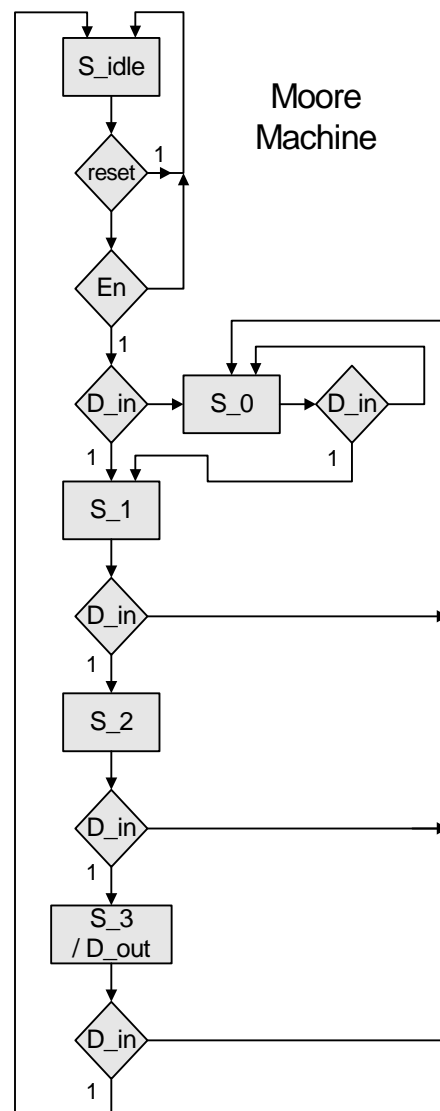 S_idle
Moore
Machine
reset
1
En
1
D_in
S_0
D_in
1
1
S_1
D_in
1
S_2
D_in
1
S_3
/ D_out
D_in
1